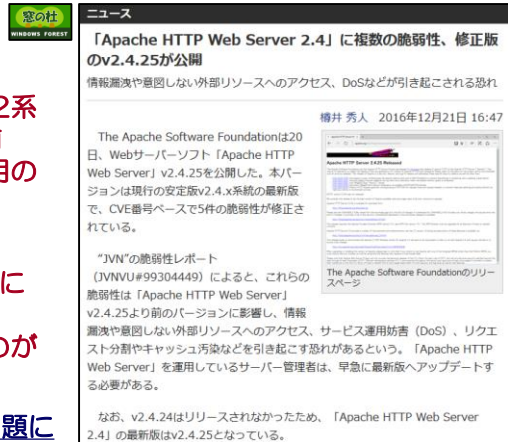 窓の杜
WINDOWS FOREST
2系
用の
に
のが
題に
ニュース
「Apache HTTP Web Server 2.4」に複数の脆弱性、修正版
のv2.4.25が公開
情報漏洩や意図しない外部リソースへのアクセス、DoSなどが引き起こされる恐れ
樽井 秀人 2016年12月21日 16:47
The Apache Software Foundationは20
日、Webサーバーソフト「Apache HTTP
Web Server」v2.4.25を公開した。本バー
ジョンは現行の安定版v2.4.x系統の最新版
で、CVE番号ベースで5件の脆弱性が修正さ
れている。
The Apache Software Foundationのリリー
スページ
“JVN”の脆弱性レポート
（JVNVU#99304449）によると、これらの
脆弱性は「Apache HTTP Web Server」
v2.4.25より前のバージョンに影響し、情報
漏洩や意図しない外部リソースへのアクセス、サービス運用妨害（DoS）、リクエ
スト分割やキャッシュ汚染などを引き起こす恐れがあるという。「Apache HTTP
Web Server」を運用しているサーバー管理者は、早急に最新版へアップデートす
る必要がある。
なお、v2.4.24はリリースされなかったため、「Apache HTTP Web Server
2.4」の最新版はv2.4.25となっている。